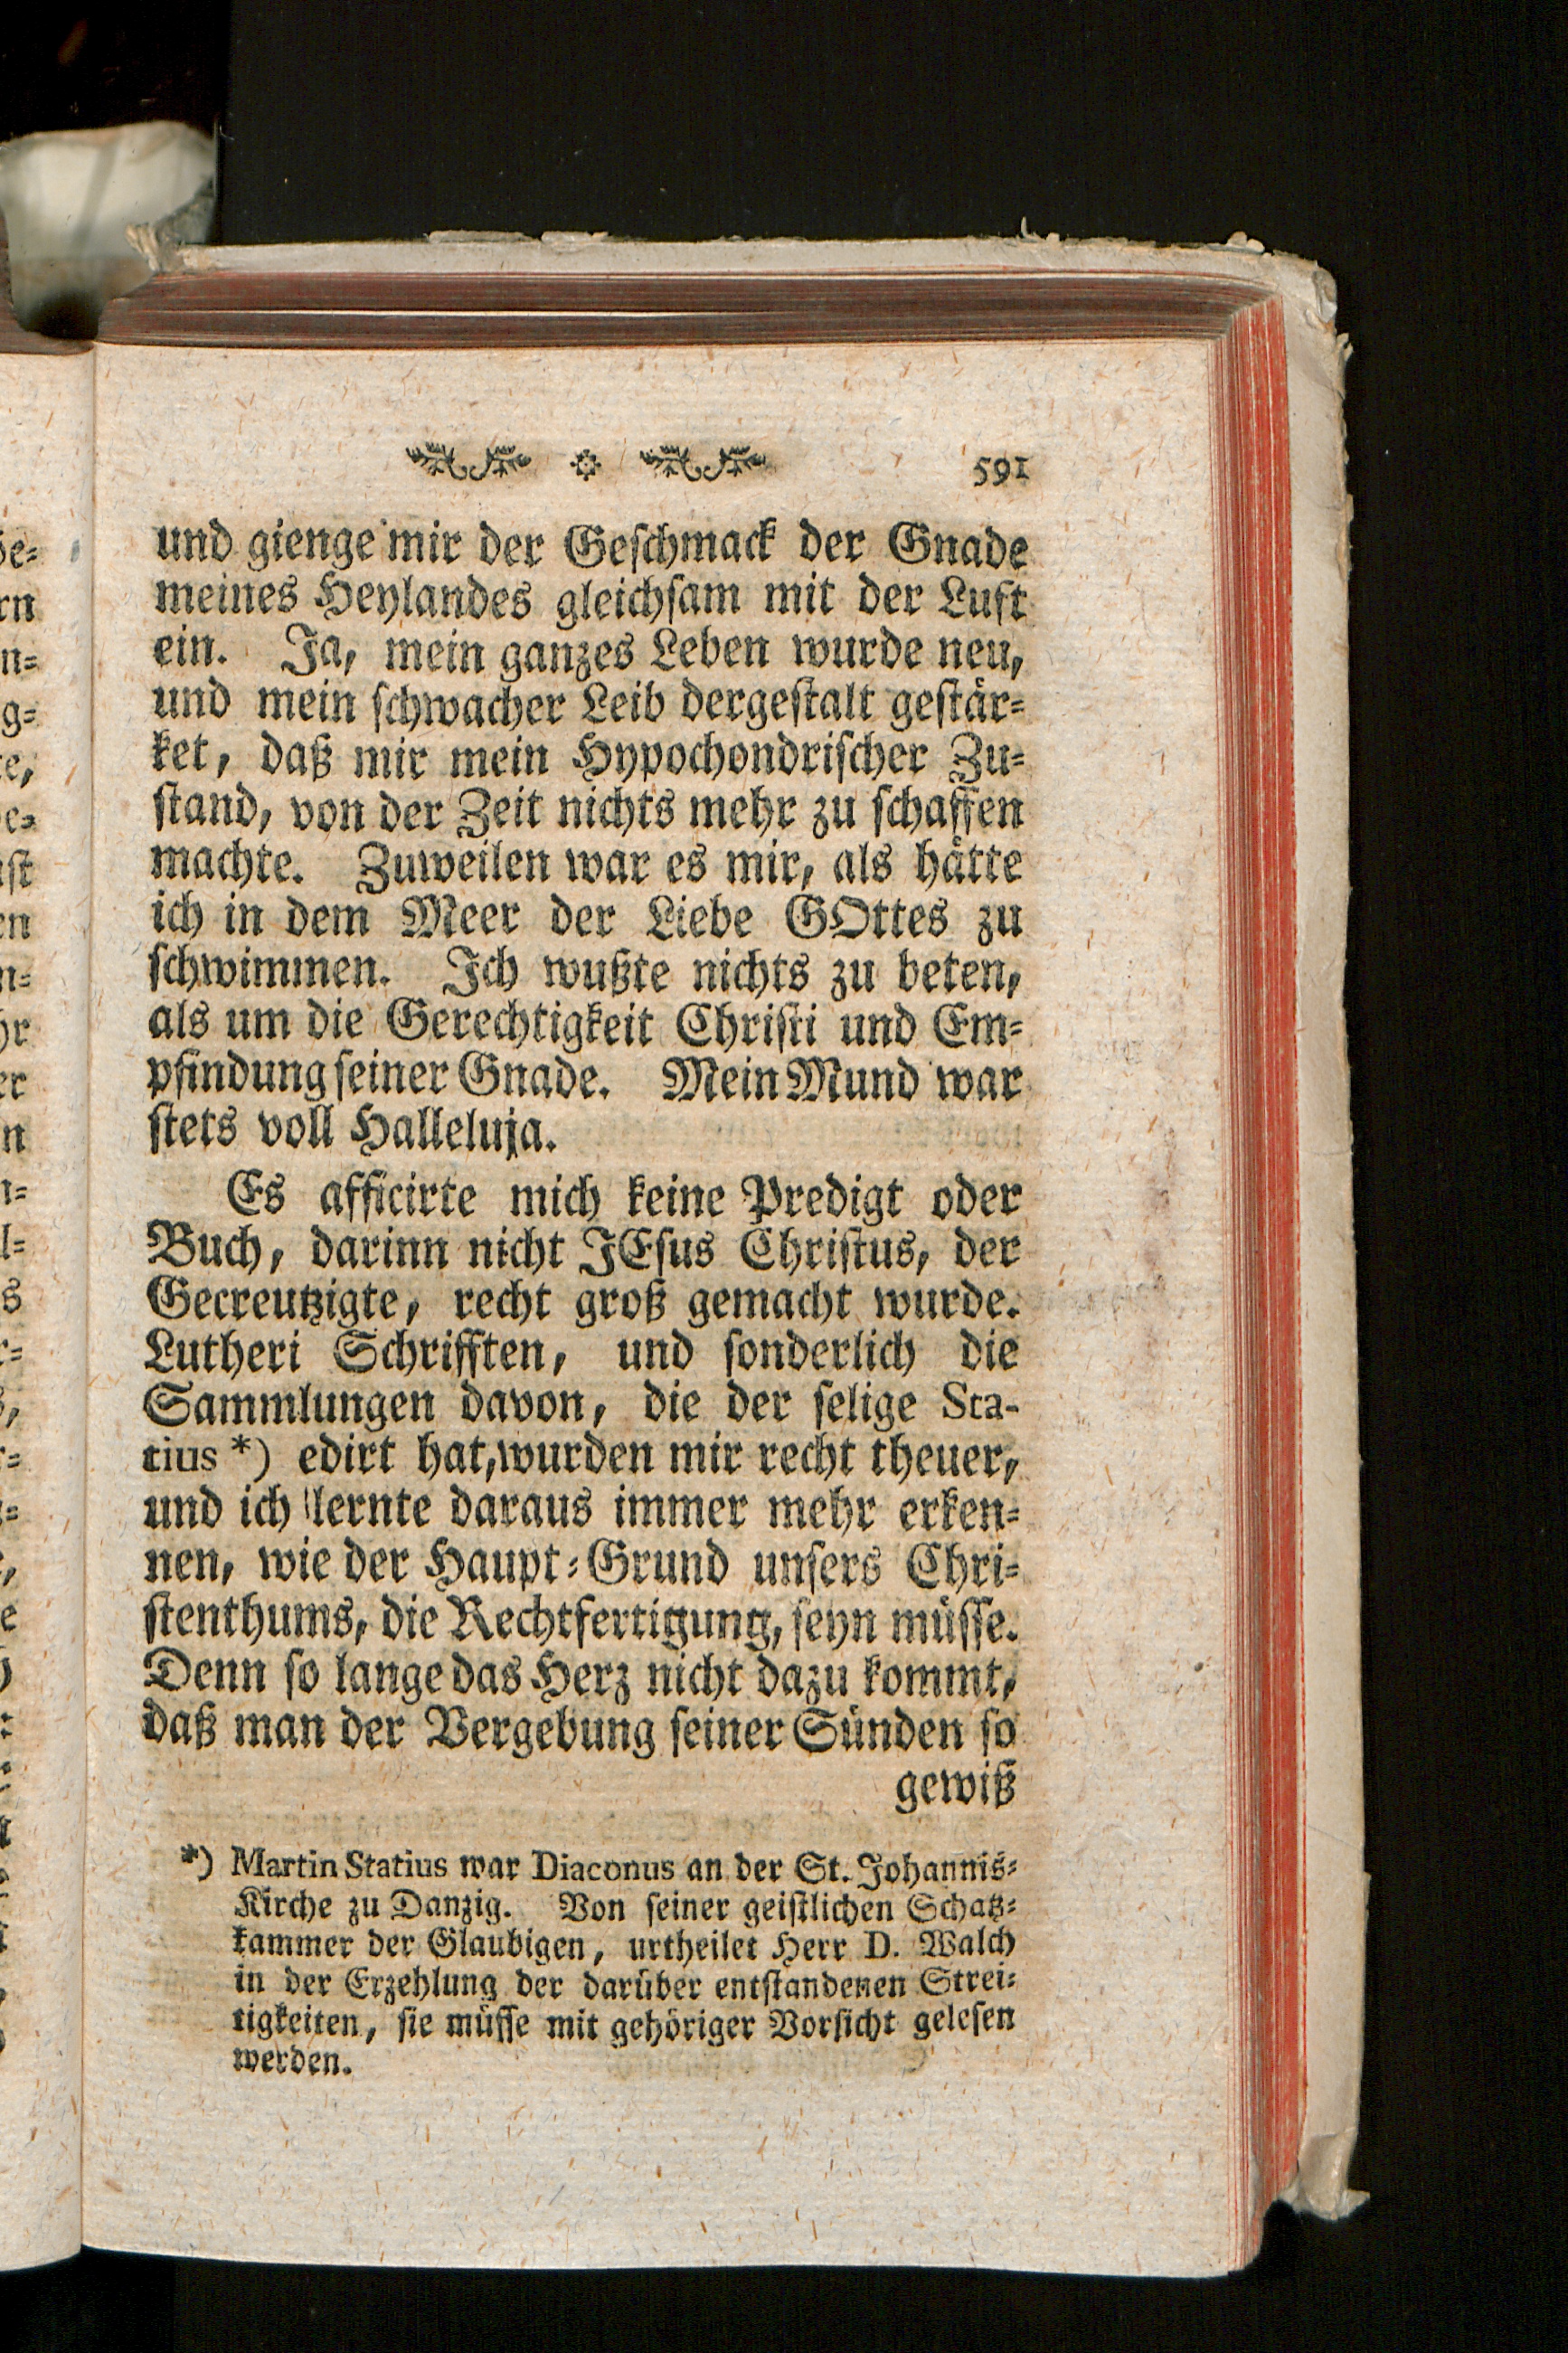 591
und gienge mir der Geschmack der Gnade
meines Heylandes gleichsam mit der Luft
ein. Ja, mein ganzes Leben wurde neu,
und mein schwacher Leib dergestalt gestär-
ket, daß mir mein Hypochondrischer Zu-
stand, von der Zeit nichts mehr zu schaffen
machte. Zuweilen war es mir, als hätte
ich in dem Meer der Liebe GOttes zu
schwimmen. Ich wußte nichts zu beten,
als um die Gerechtigkeit Christi und Em-
pfindung seiner Gnade. Mein Mund war
stets voll Halleluja.
Es afficirte mich keine Predigt oder
Buch, darinn nicht JEsus Christus, der
Gecreutzigte, recht groß gemacht wurde.
Lutheri Schrifften, und sonderlich die
Sammlungen davon, die der selige Sta-
tius *) edirt hat, wurden mir recht theuer,
und ich lernte daraus immer mehr erken-
nen, wie der Haupt-Grund unsers Chri-
stenthums, die Rechtfertigung, seyn müsse.
Denn so lange das Herz nicht dazu kommt,
daß man der Vergebung seiner Sünden so
gewiß
*) Martin Statius war Diaconus an der St. Johannis-
Kirche zu Danzig. Von seiner geistlichen Schatz-
kammer der Glaubigen, urtheilet Herr D. Walch
in der Erzehlung der darüber entstandenen Strei-
tigkeiten, sie müsse mit gehöriger Vorsicht gelesen
werden.